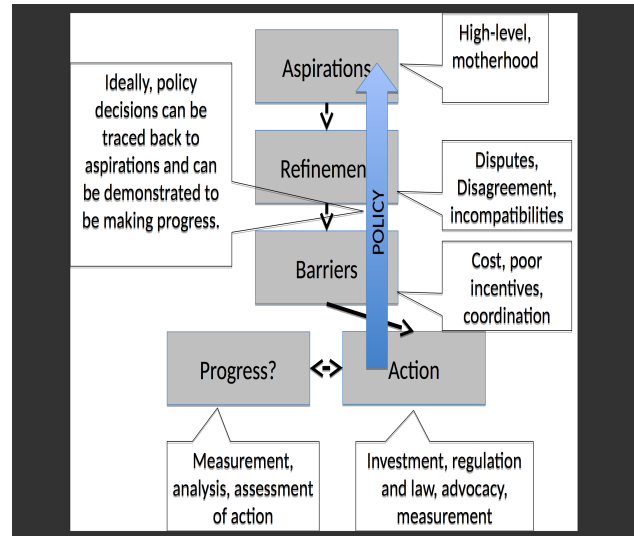 High-level,
motherhood
Aspirations
Ideally, policy
decisions can be
traced back to
aspirations and can
be demonstrated to
be making progress.
Refinemen
Disputes,
Disagreement,
incompatibilities
POLICY
Barriers
Cost, poor
incentives,
coordination
Progress?
Action
Measurement,
analysis, assessment
of action
Investment, regulation
and law, advocacy,
measurement